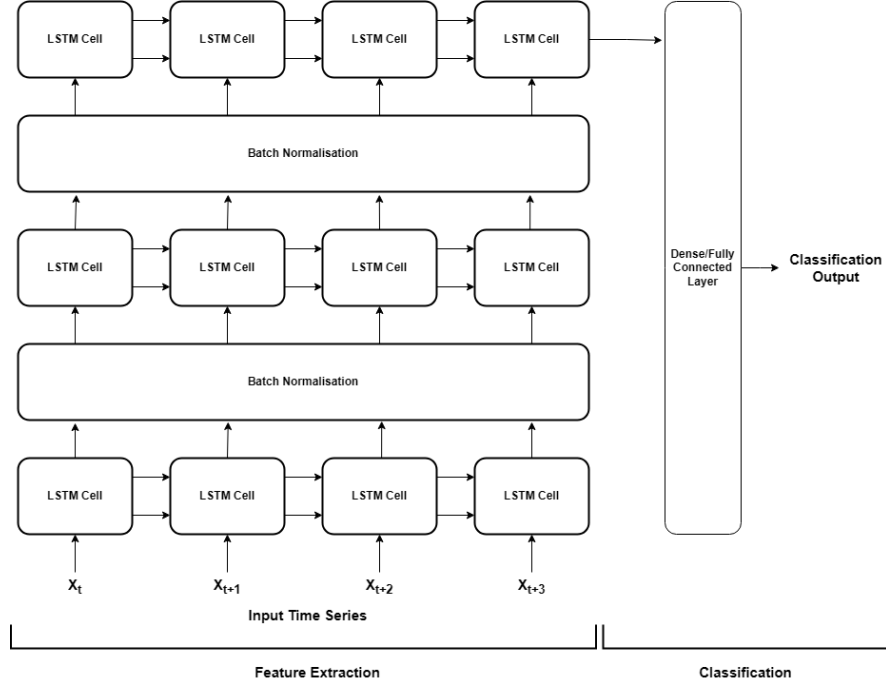 LSTM Cell LSTM Cell LSTM Cell LSTM Cell
Batch Normalisation
LSTM Cell LSTM Cell LSTM Cell LSTM Cell
Dense/Fully
Connected
Layer
Classification
Output
Batch Normalisation
LSTM Cell LSTM Cell LSTM Cell LSTM Cell
Xt Xt+1 Xt+2 Xt+3
Input Time Series
Feature Extraction
Classification